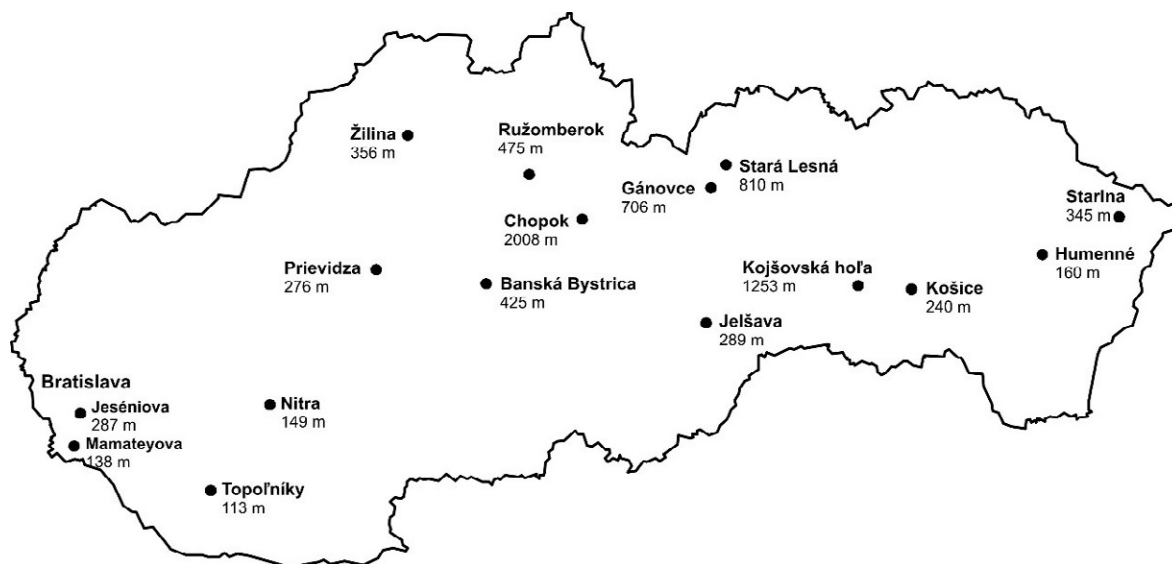 Žilina
356 m
Ružomberok
475 m
Stará Lesná
810 m
Gánovce
706 m
Starina
345 m
Chopok
2008 m
Humenné
160 m
Prievidza
276 m
Banská Bystrica
425 m
Kojšovská hoľa
1253 m
Košice
240 m
Jelšava
289 m
Bratislava
Jeséniova
287 m
Mamateyova
138 m
Nitra
149 m
Topoľníky
113 m